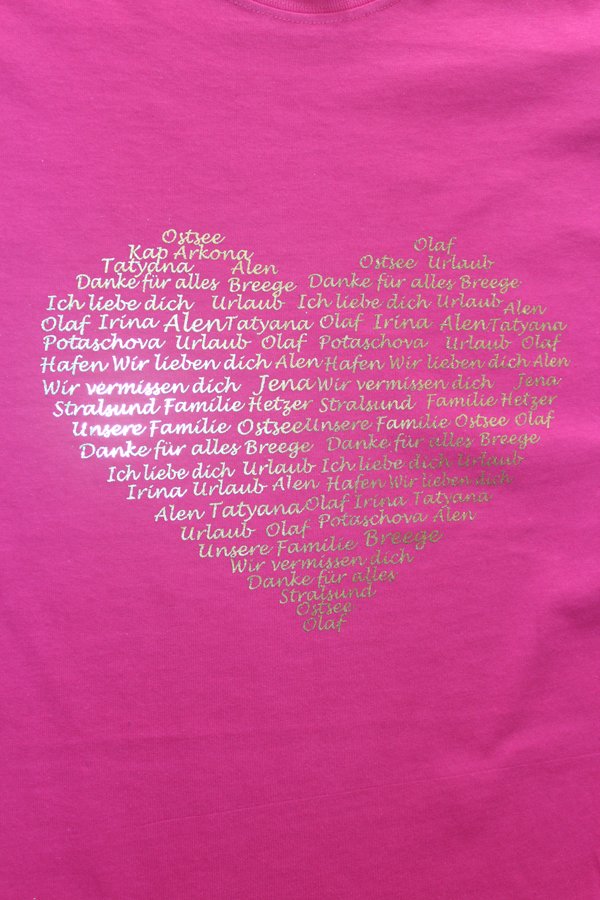 Ostsee Olaf
Kap Arkona Ostsee Urlaub
Tatyana Alen
Danke für alles Breege Danke für alles Breege
Ich liebe dich Urlaub Ich liebe dich Urlaub Alen
Olaf Irina Alen Tatyana Olaf Irina Alen Tatyana
Potaschova Urlaub Olaf Potaschova Urlaub Olaf
Hafen Wir lieben dich Alen Hafen Wir lieben dich Alen
Wir vermissen dich Jena Wir vermissen dich Jena
Stralsund Familie Hetzer Stralsund Familie Hetzer
Unsere Familie Ostsee Unsere Familie Ostsee Olaf
Danke für alles Breege Danke für alles Breege
Ich liebe dich Urlaub Ich liebe dich Urlaub
Irina Urlaub Alen Hafen Wir lieben dich
Alen Tatyana Olaf Irina Tatyana
Urlaub Olaf Potaschova Alen
Unsere Familie Breege
Wir vermissen dich
Danke für alles
Stralsund
Ostsee
Olaf